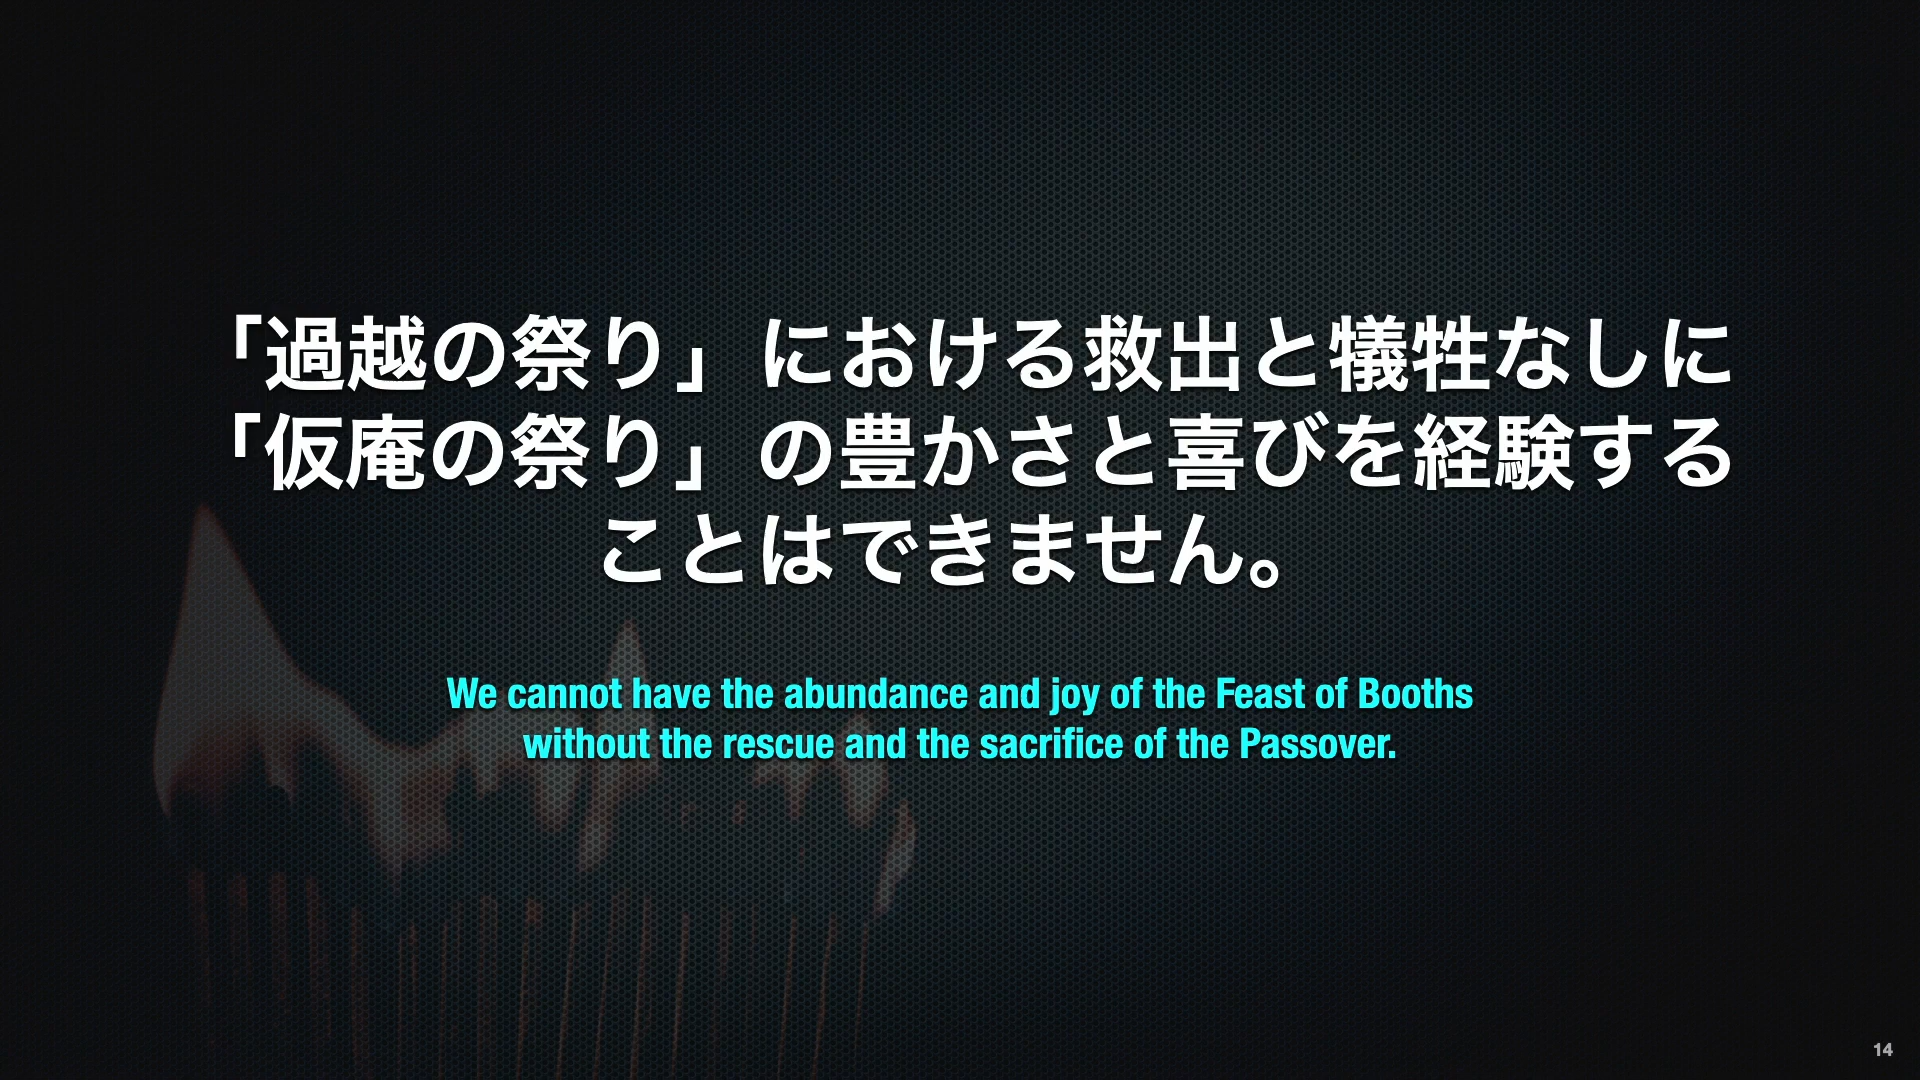 「過越の祭り」における救出と犠牲なしに
「仮庵の祭り」の豊かさと喜びを経験する
ことはできません。
We cannot have the abundance and joy of the Feast of Booths
without the rescue and the sacrifice of the Passover.
14